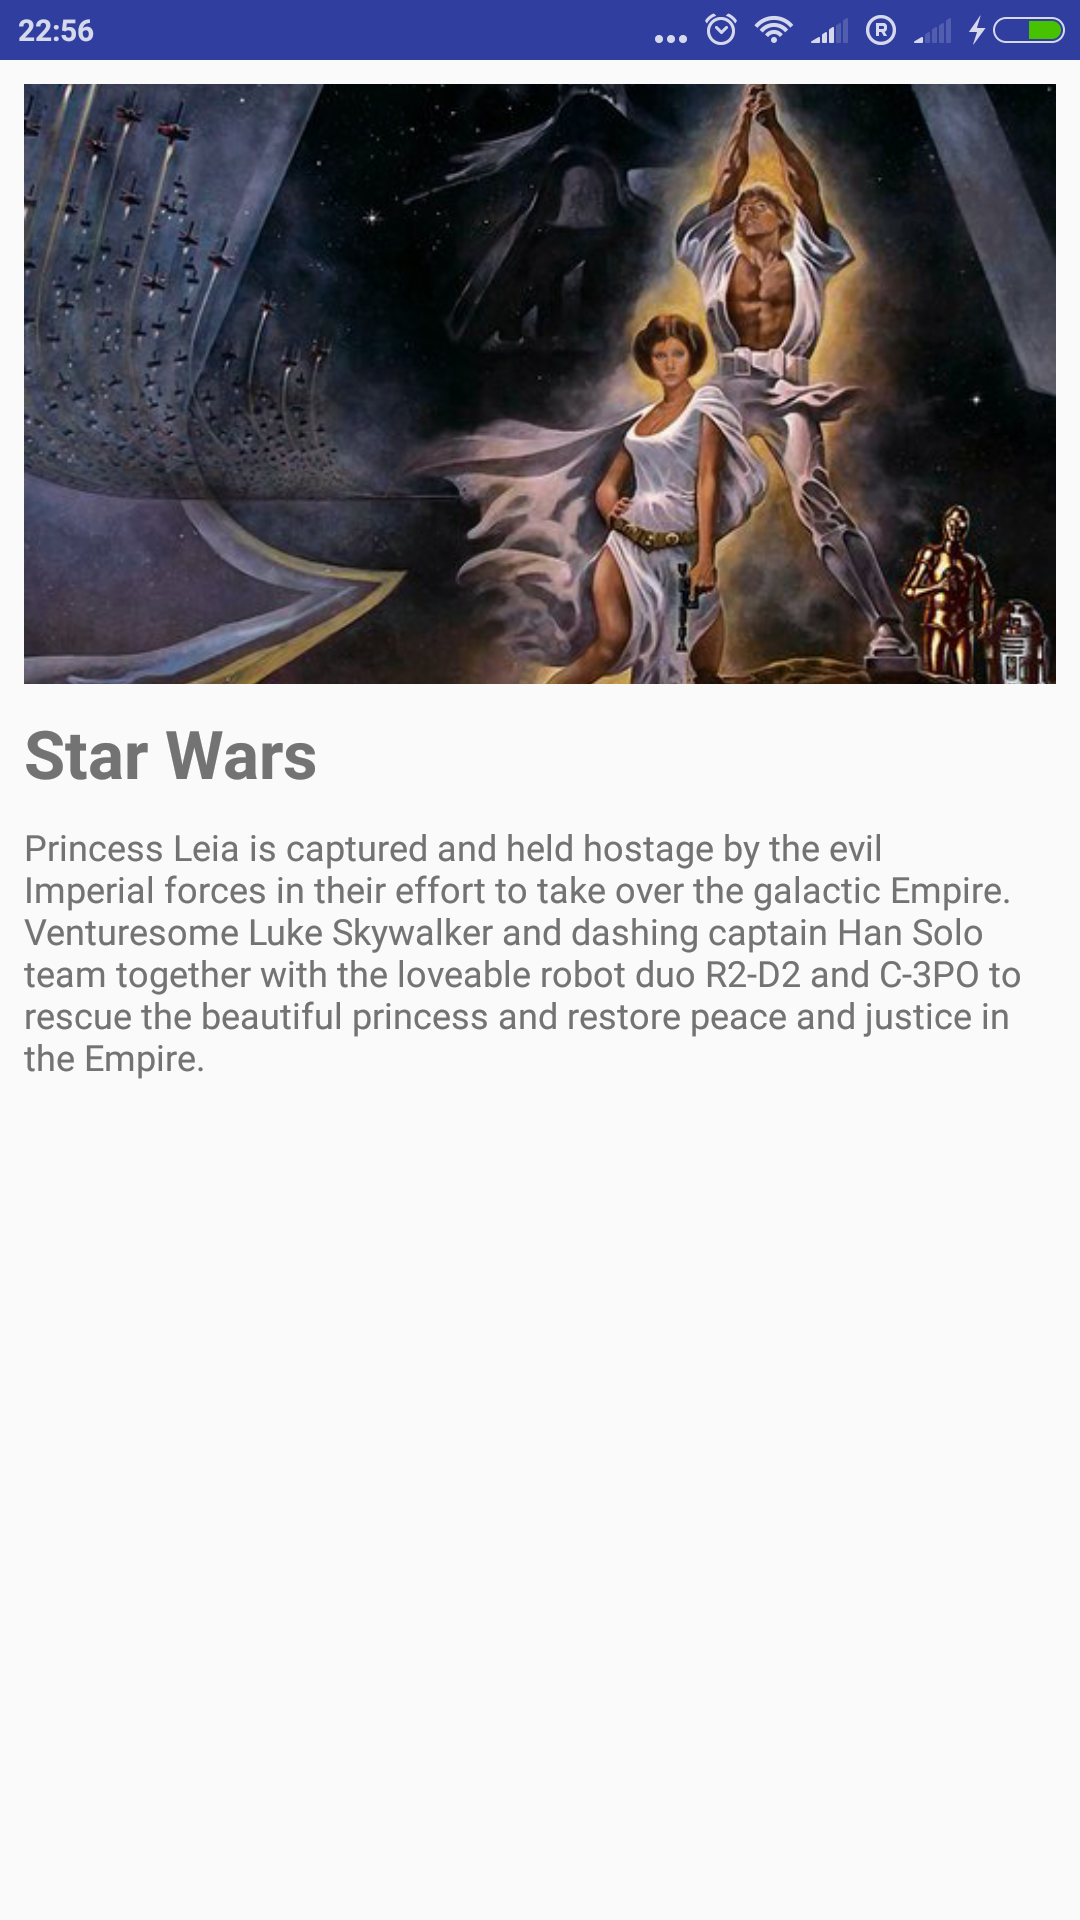 22:56
R
Star Wars
Princess Leia is captured and held hostage by the evil
Imperial forces in their effort to take over the galactic Empire.
Venturesome Luke Skywalker and dashing captain Han Solo
team together with the loveable robot duo R2-D2 and C-3PO to
rescue the beautiful princess and restore peace and justice in
the Empire.